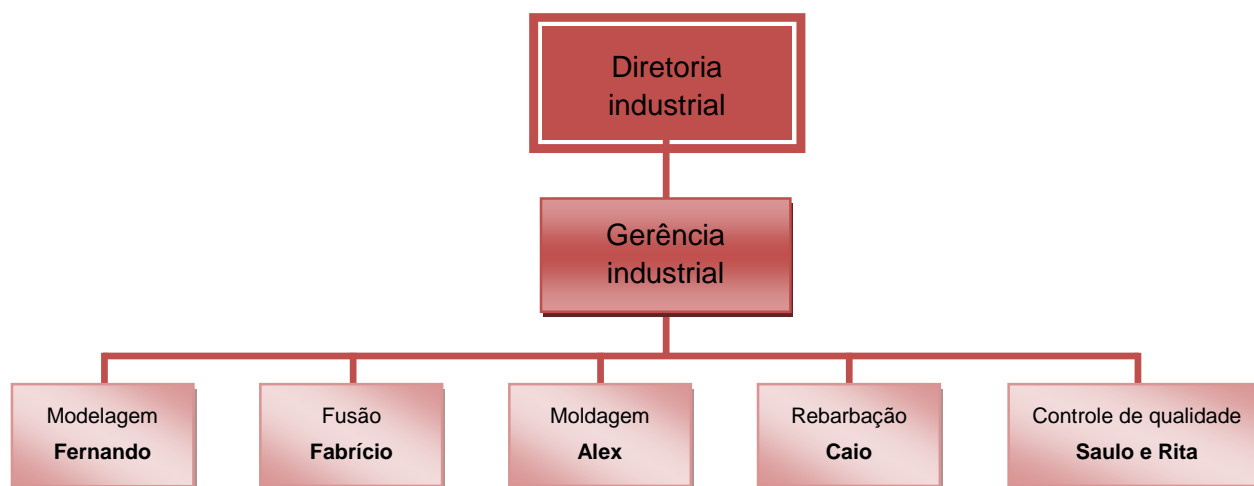 Diretoria
industrial
Gerência
industrial
Modelagem
Fernando
Fusão
Fabrício
Moldagem
Alex
Rebarbação
Caio
Controle de qualidade
Saulo e Rita